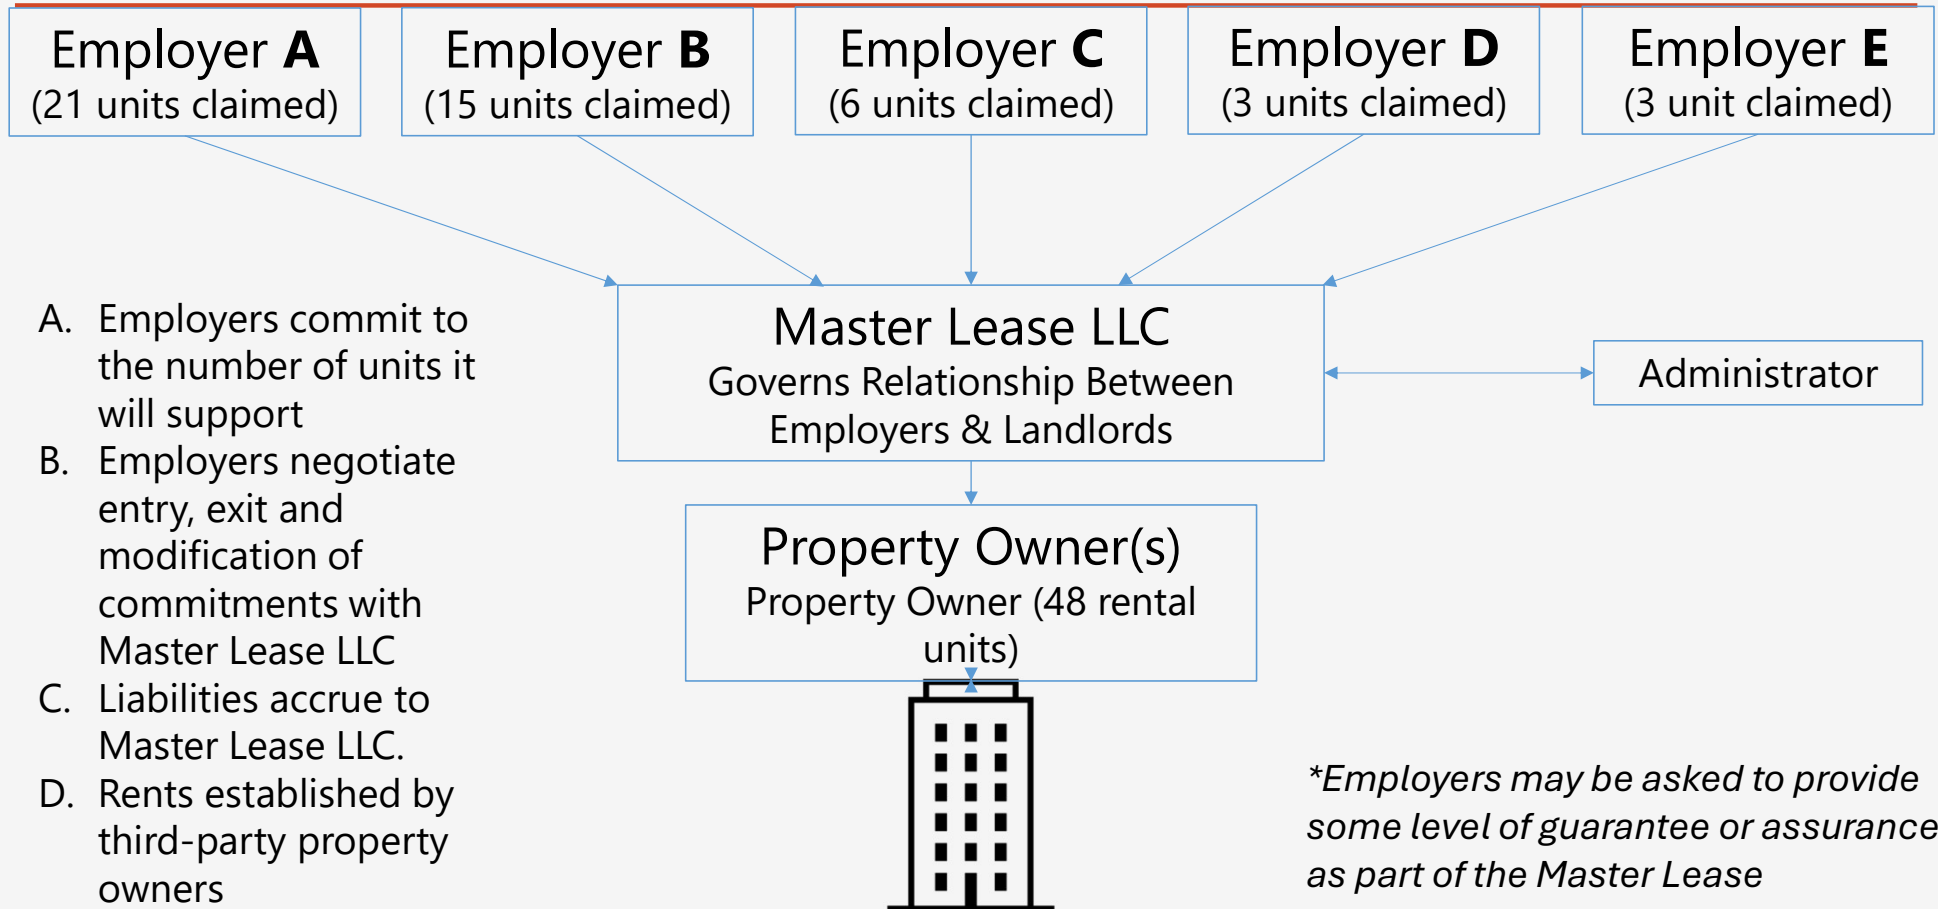 Employer A
(21 units claimed)
Employer B
(15 units claimed)
Employer C
(6 units claimed)
Employer D
(3 units claimed)
Employer E
(3 unit claimed)
Master Lease LLC
Governs Relationship Between
Employers & Landlords
Administrator
Property Owner(s)
Property Owner (48 rental
units)
A. Employers commit to
the number of units it
will support
B. Employers negotiate
entry, exit and
modification of
commitments with
Master Lease LLC
C. Liabilities accrue to
Master Lease LLC.
D. Rents established by
third-party property
owners
*Employers may be asked to provide
some level of guarantee or assurance
as part of the Master Lease